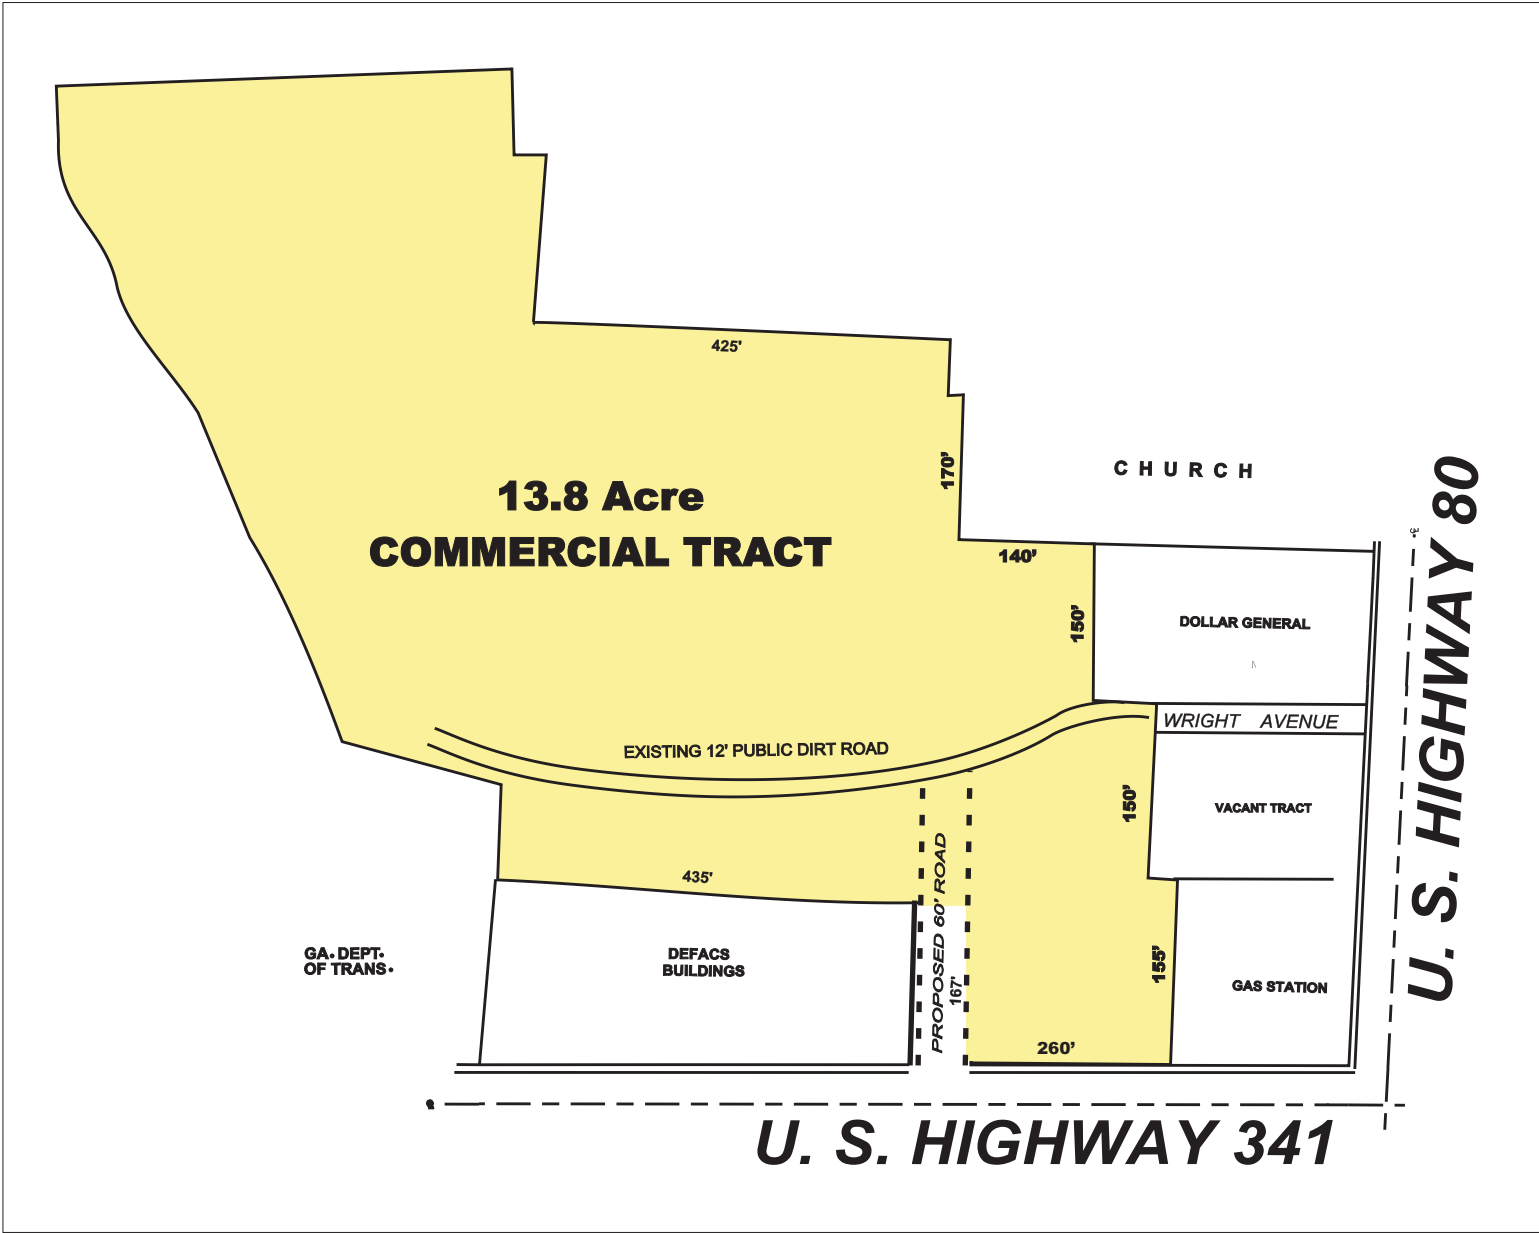 425'
170'
CHURCH
13.8 Acre
COMMERCIAL TRACT
140'
150'
DOLLAR GENERAL
U. S. HIGHWAY 80
WRIGHT AVENUE
EXISTING 12' PUBLIC DIRT ROAD
150'
VACANT TRACT
435'
PROPOSED 60' ROAD
167'
GA. DEPT.
OF TRANS.
DEFACS
BUILDINGS
155'
GAS STATION
260'
U. S. HIGHWAY 341